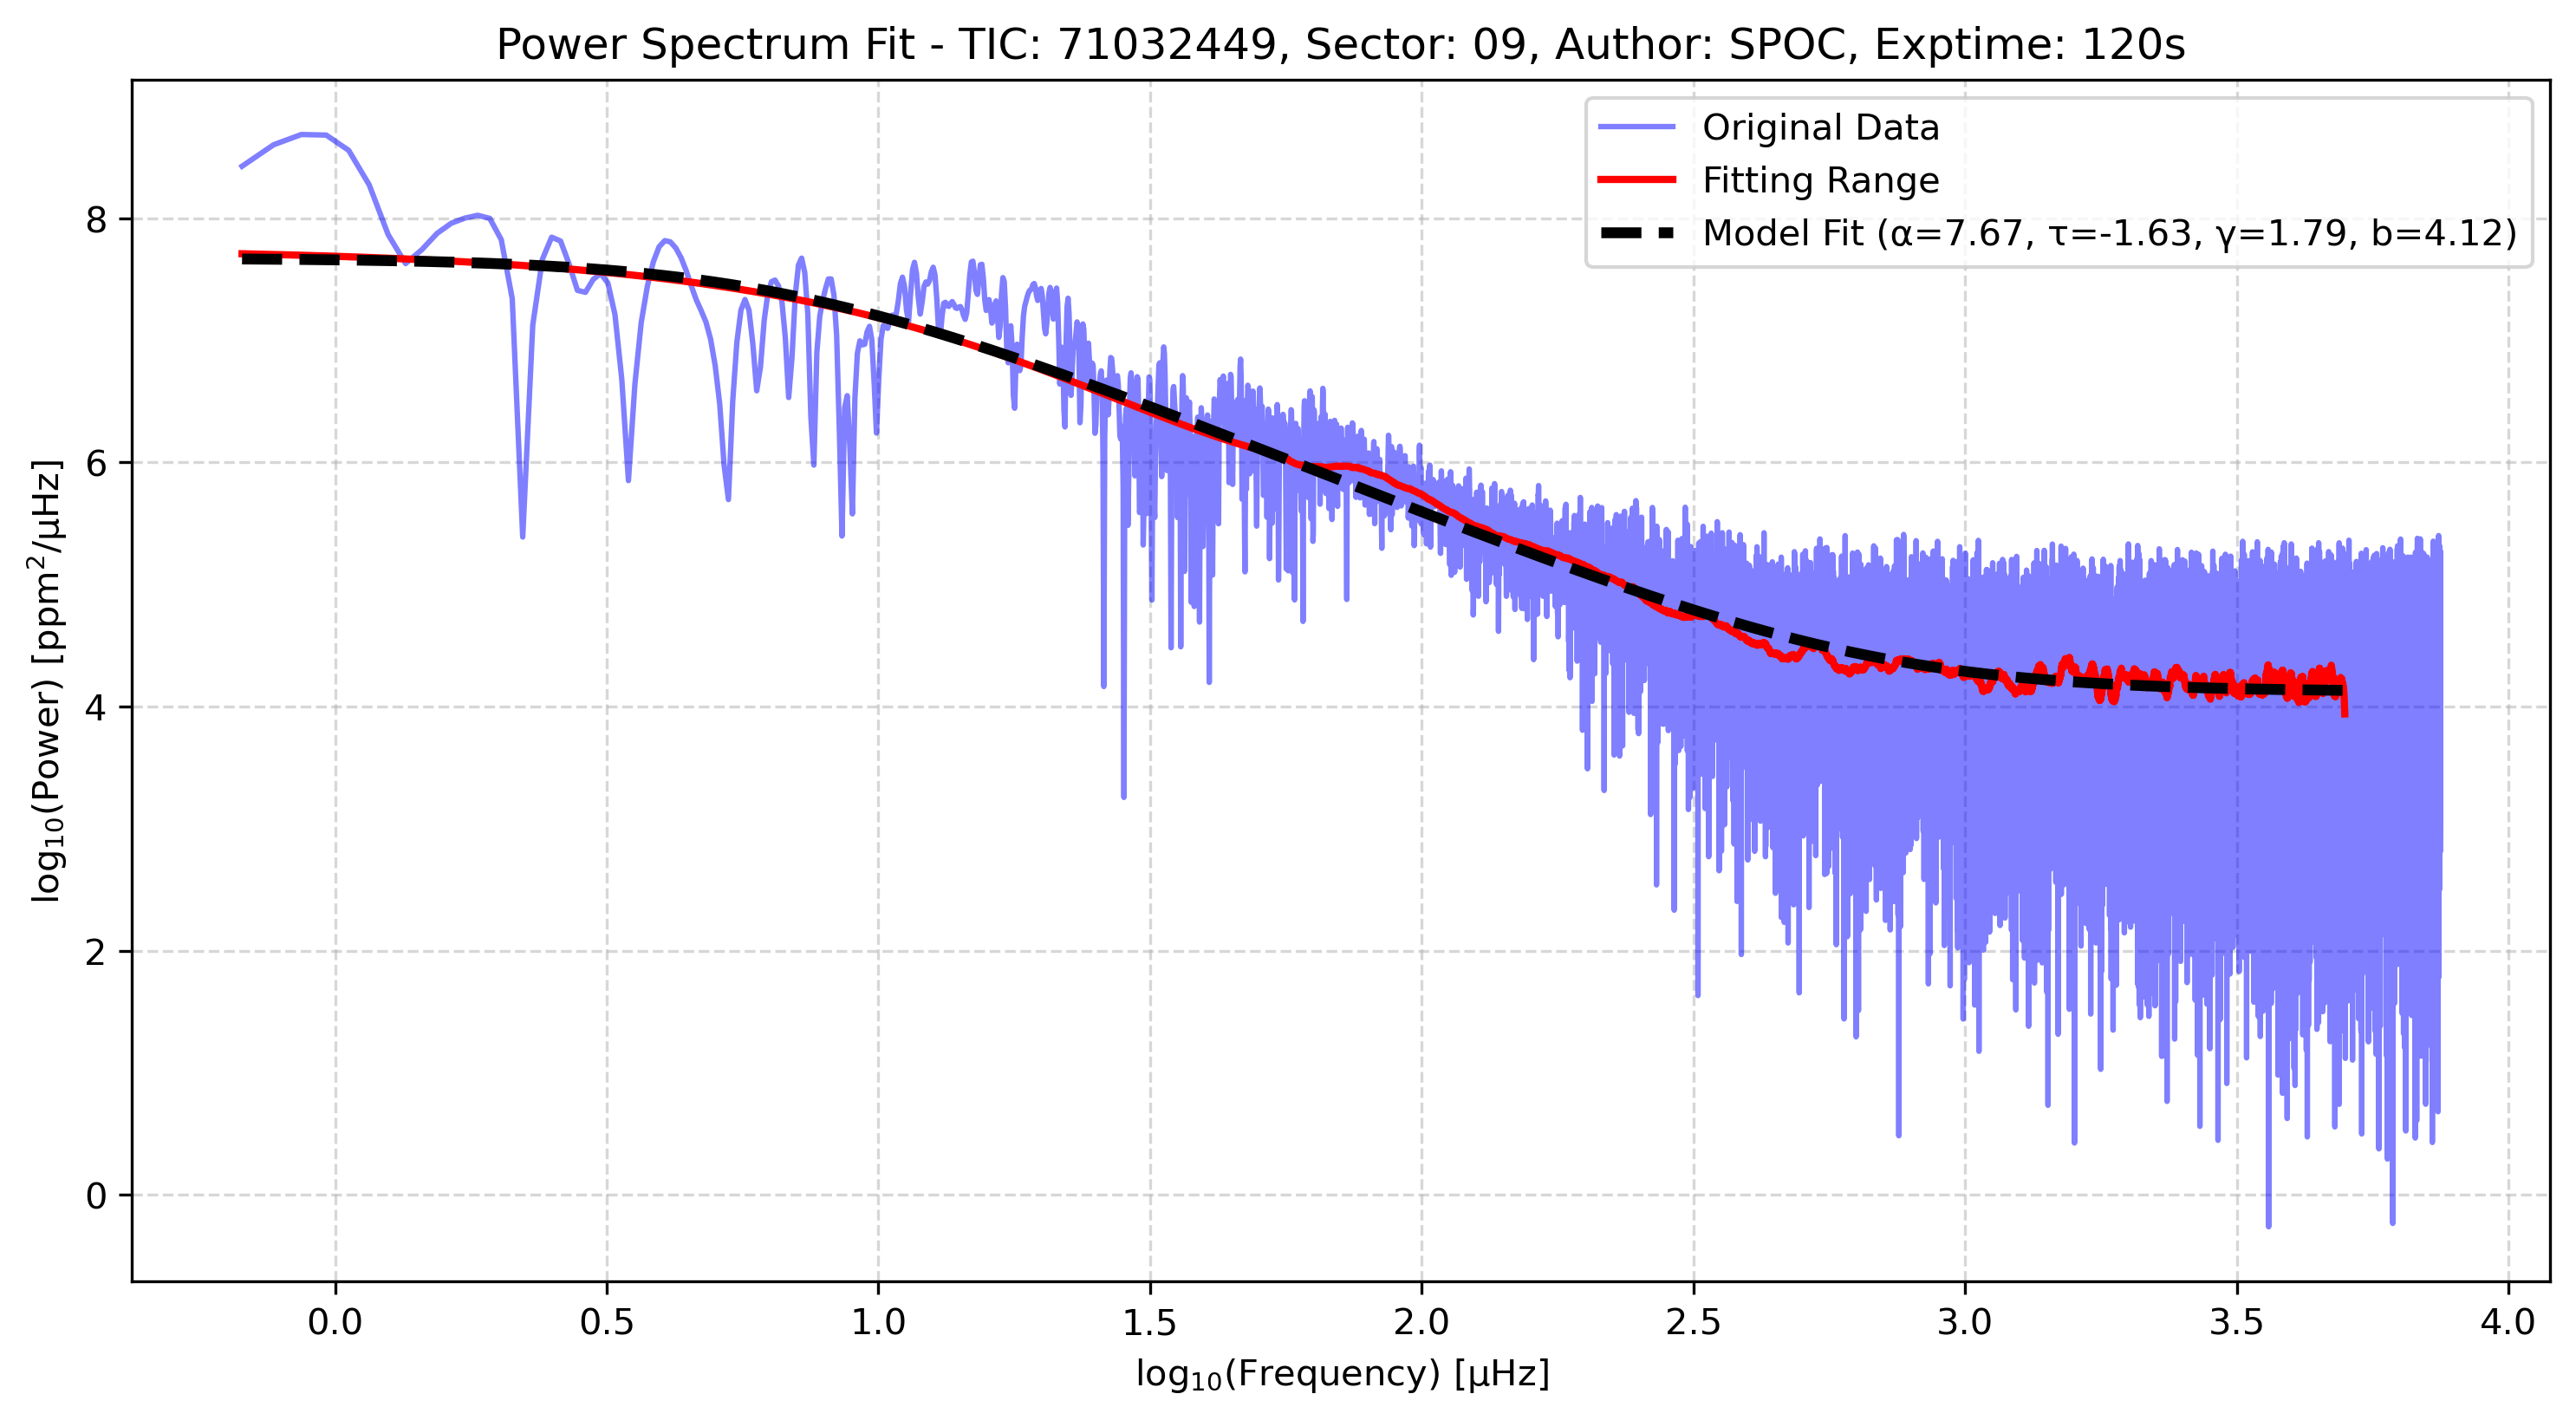 Power Spectrum Fit - TIC: 71032449, Sector: 09, Author: SPOC, Exptime: 120s
Original Data
Fitting Range
Model Fit (α=7.67, τ=-1.63, γ=1.79, b=4.12)
log₁₀(Power) [ppm²/μHz]
8
6
4
2
0
0.0 0.5 1.0 1.5 2.0 2.5 3.0 3.5 4.0
log₁₀(Frequency) [μHz]